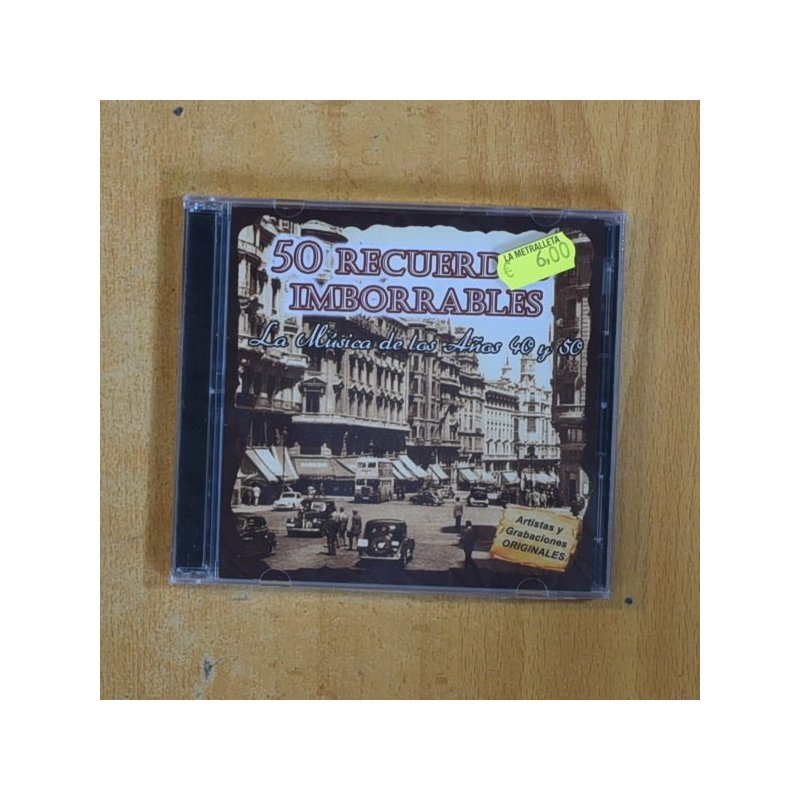 50 RECUERD
IMBORRABLES
La Música de los Años 40 y 50
LA METRALLETA
€ 6,00
Artistas y
Grabaciones
ORIGINALES